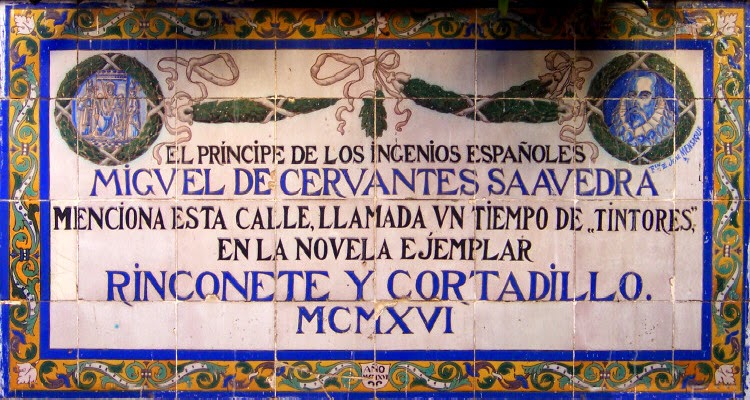 EL PRINCIPE DE LOS INGENIOS ESPAÑOLES
MIGVEL DE CERVANTES SAAVEDRA
MENCIONA ESTA CALLE, LLAMADA VN TIEMPO DE „TINTORES”,
EN LA NOVELA EJEMPLAR
RINCONETE Y CORTADILLO.
MCMXVI
AÑO